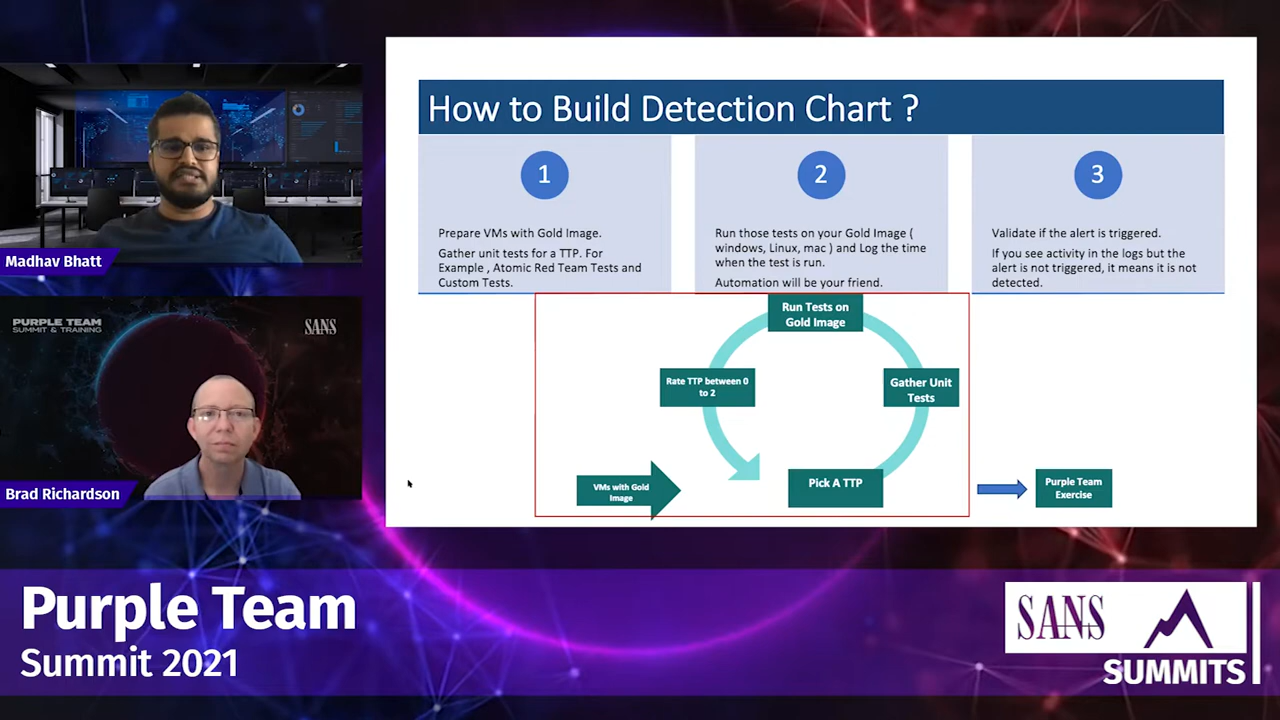 Madhav Bhatt
PURPLE TEAM
SUMMIT & TRAINING
SANS
Brad Richardson
How to Build Detection Chart ?
1
Prepare VMs with Gold Image.
Gather unit tests for a TTP. For
Example , Atomic Red Team Tests and
Custom Tests.
2
Run those tests on your Gold Image (
windows, Linux, mac ) and Log the time
when the test is run.
Automation will be your friend.
3
Validate if the alert is triggered.
If you see activity in the logs but the
alert is not triggered, it means it is not
detected.
Run Tests on
Gold Image
Rate TTP between 0
to 2
Gather Unit
Tests
VMs with Gold
Image
Pick A TTP
Purple Team
Exercise
Purple Team
Summit 2021
SANS
SUMMITS